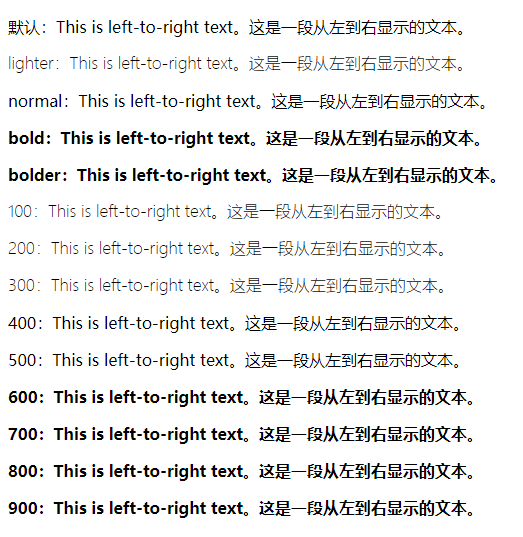 默认：This is left-to-right text。这是一段从左到右显示的文本。
lighter：This is left-to-right text。这是一段从左到右显示的文本。
normal：This is left-to-right text。这是一段从左到右显示的文本。
bold：This is left-to-right text。这是一段从左到右显示的文本。
bolder：This is left-to-right text。这是一段从左到右显示的文本。
100：This is left-to-right text。这是一段从左到右显示的文本。
200：This is left-to-right text。这是一段从左到右显示的文本。
300：This is left-to-right text。这是一段从左到右显示的文本。
400：This is left-to-right text。这是一段从左到右显示的文本。
500：This is left-to-right text。这是一段从左到右显示的文本。
600：This is left-to-right text。这是一段从左到右显示的文本。
700：This is left-to-right text。这是一段从左到右显示的文本。
800：This is left-to-right text。这是一段从左到右显示的文本。
900：This is left-to-right text。这是一段从左到右显示的文本。